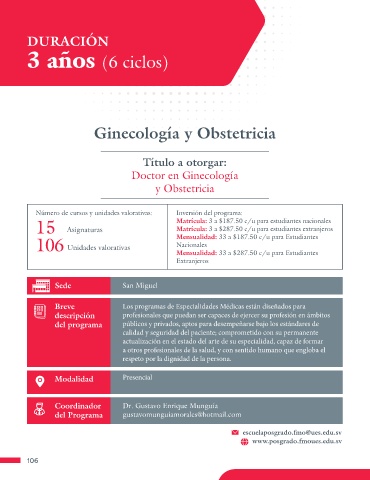 DURACIÓN
3 años (6 ciclos)
Ginecología y Obstetricia
Título a otorgar:
Doctor en Ginecología
y Obstetricia
Número de cursos y unidades valorativas:
15 Asignaturas
106 Unidades valorativas
Inversión del programa:
Matrícula: 3 a $187.50 c/u para estudiantes nacionales
Matrícula: 3 a $287.50 c/u para estudiantes extranjeros
Mensualidad: 33 a $187.50 c/u para Estudiantes
Nacionales
Mensualidad: 33 a $287.50 c/u para Estudiantes
Extranjeros
Sede
San Miguel
Breve
descripción
del programa
Los programas de Especialidades Médicas están diseñados para
profesionales que puedan ser capaces de ejercer su profesión en ámbitos
públicos y privados, aptos para desempeñarse bajo los estándares de
calidad y seguridad del paciente; comprometido con su permanente
actualización en el estado del arte de su especialidad, capaz de formar
a otros profesionales de la salud, y con sentido humano que engloba el
respeto por la dignidad de la persona.
Modalidad
Presencial
Coordinador
del Programa
Dr. Gustavo Enrique Munguía
gustavomunguiamorales@hotmail.com
escuelaposgrado.fmo@ues.edu.sv
www.posgrado.fmoues.edu.sv
106